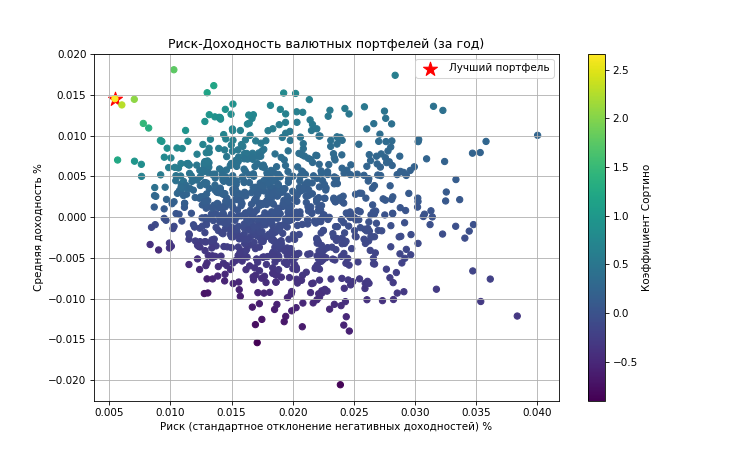 Риск-Доходность валютных портфелей (за год)
Лучший портфель
Средняя доходность %
0.020
0.015
0.010
0.005
0.000
−0.005
−0.010
−0.015
−0.020
0.005 0.010 0.015 0.020 0.025 0.030 0.035 0.040
Риск (стандартное отклонение негативных доходностей) %
2.5
2.0
1.5
1.0
0.5
0.0
−0.5
Коэффициент Сортино